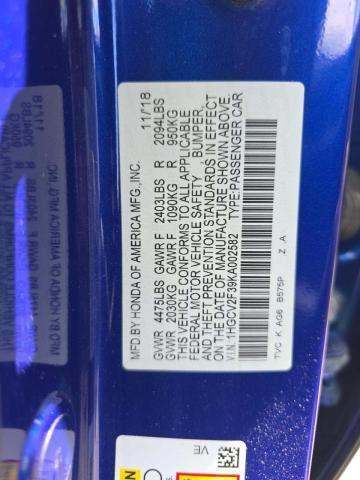 MFD. BY HONDA OF AMERICA MFG., INC. 11/18
GVWR 4475LBS GAWR F 2403LBS R 2094LBS
GVWR 2030KG GAWR F 1090KG R 950KG
THIS VEHICLE CONFORMS TO ALL APPLICABLE
FEDERAL MOTOR VEHICLE SAFETY, BUMPER, AND
THEFT PREVENTION STANDARDS IN EFFECT
ON THE DATE OF MANUFACTURE SHOWN ABOVE.
V.I.N.: 1HGCV2F39KA002582 TYPE:PASSENGER CAR
TVC K AG6 B575P Z A
VE